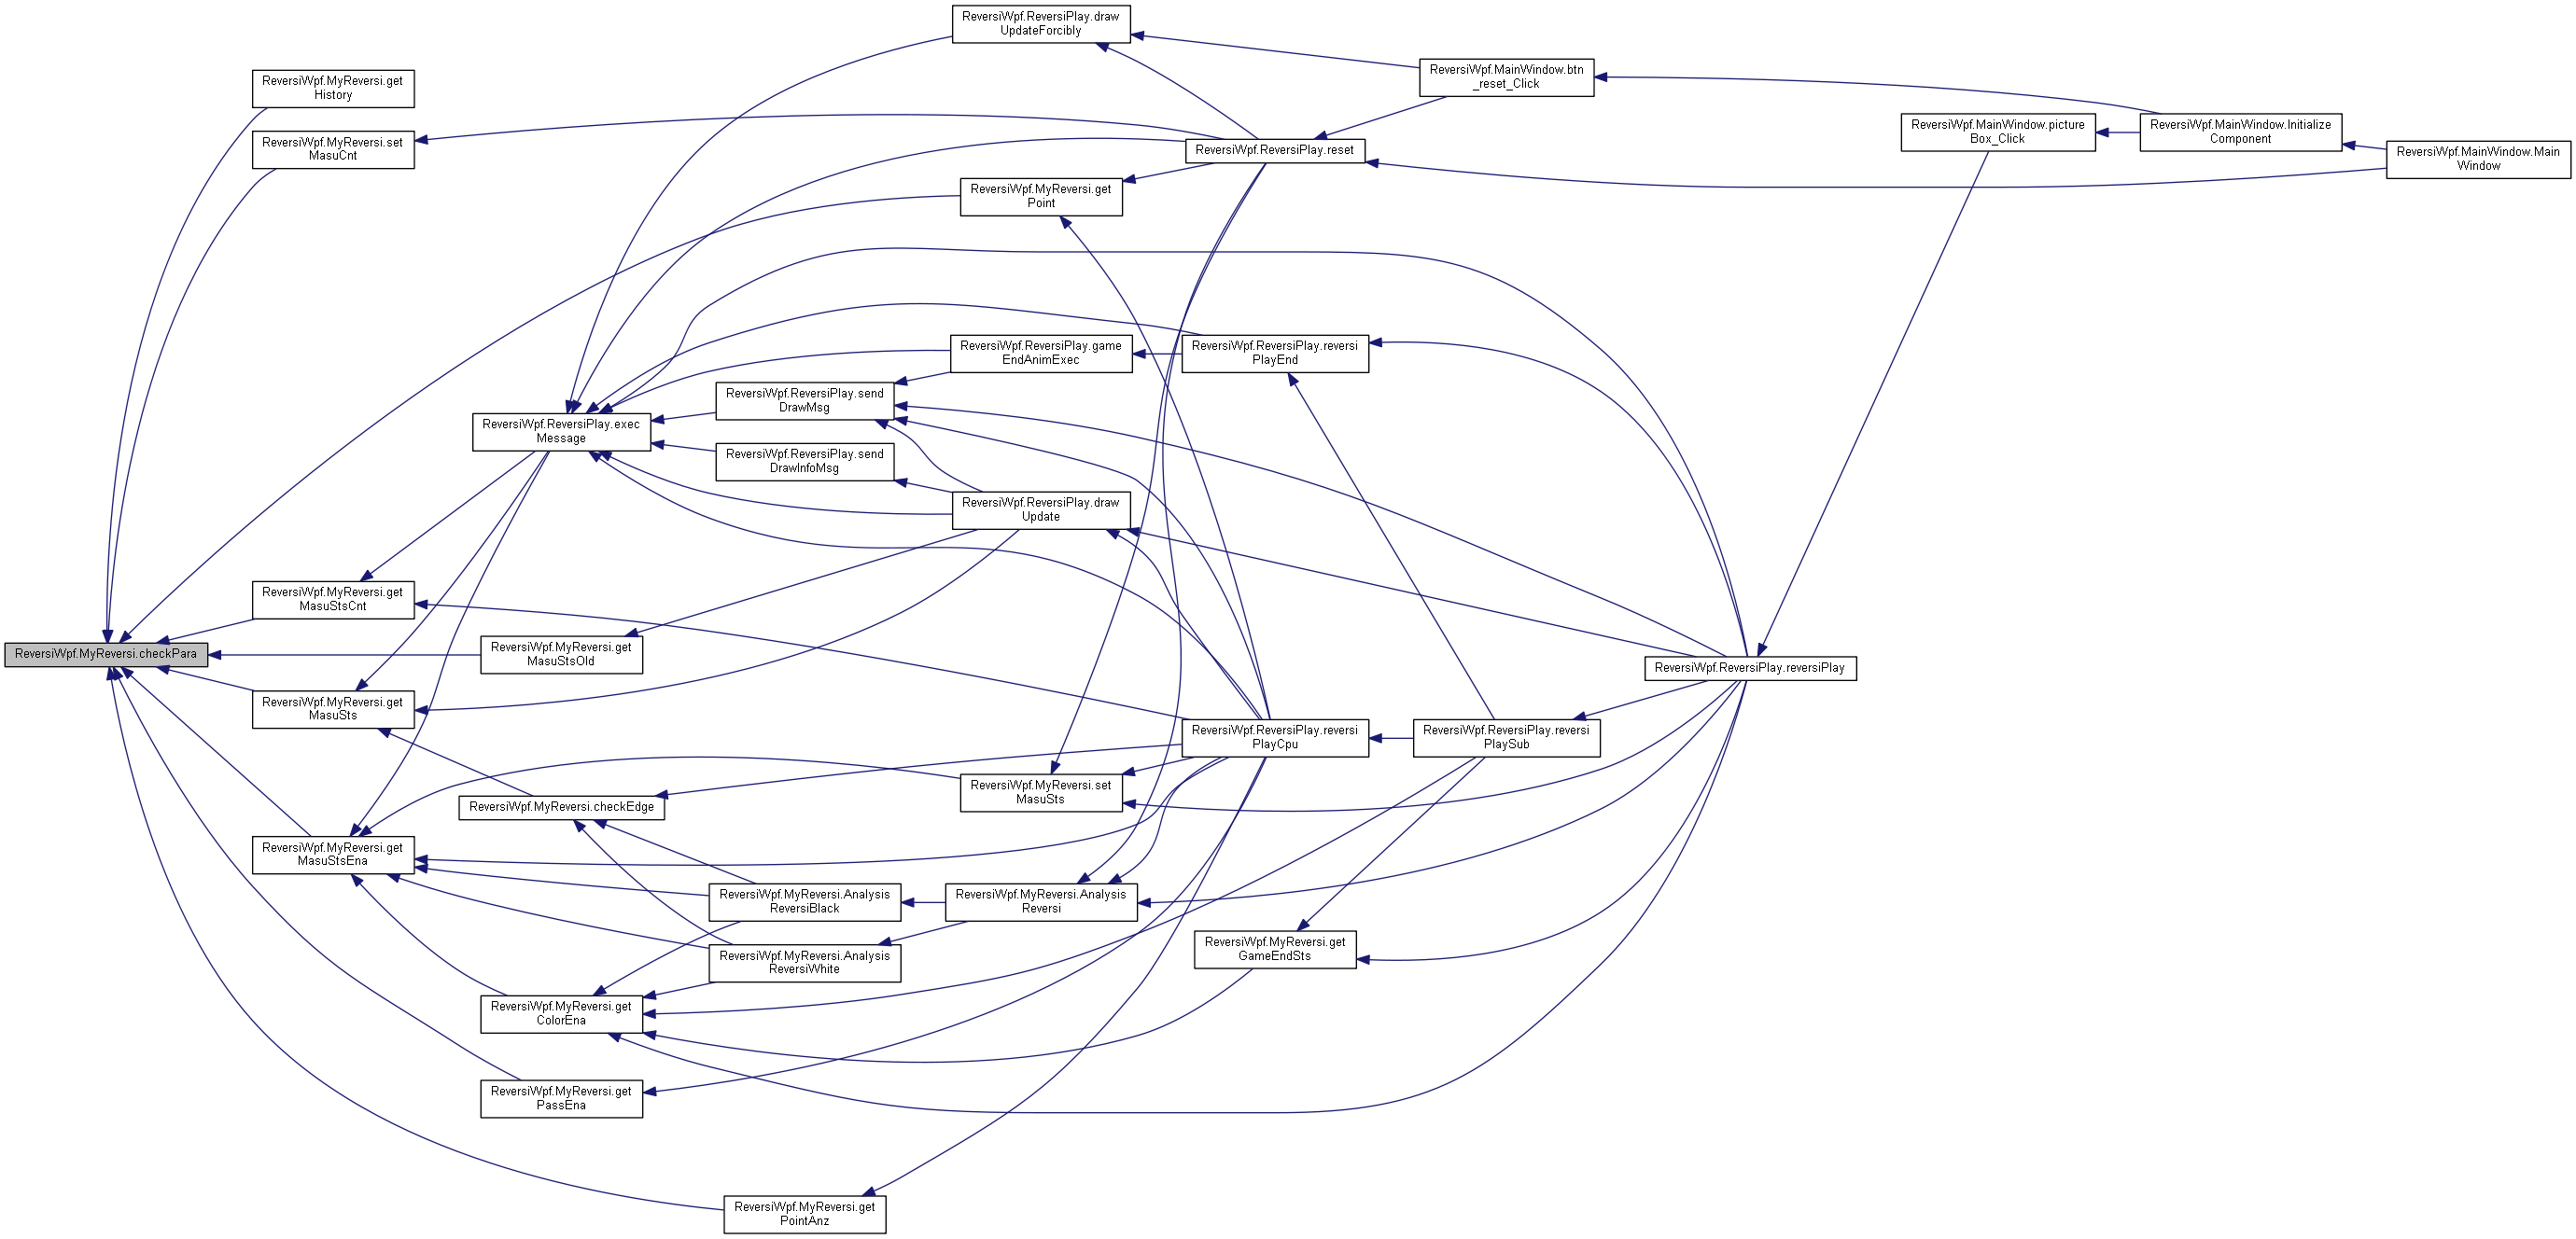 ReversiWpf.ReversiPlay.draw
UpdateForcibly
ReversiWpf.MyReversi.get
History
ReversiWpf.MainWindow.btn
_reset_Click
ReversiWpf.MyReversi.set
MasuCnt
ReversiWpf.ReversiPlay.reset
ReversiWpf.MainWindow.picture
Box_Click
ReversiWpf.MainWindow.Initialize
Component
ReversiWpf.MainWindow.Main
Window
ReversiWpf.MyReversi.get
Point
ReversiWpf.ReversiPlay.game
EndAnimExec
ReversiWpf.ReversiPlay.reversi
PlayEnd
ReversiWpf.ReversiPlay.send
DrawMsg
ReversiWpf.ReversiPlay.exec
Message
ReversiWpf.ReversiPlay.send
DrawInfoMsg
ReversiWpf.ReversiPlay.draw
Update
ReversiWpf.MyReversi.get
MasuStsCnt
ReversiWpf.MyReversi.checkPara
ReversiWpf.MyReversi.get
MasuStsOld
ReversiWpf.ReversiPlay.reversiPlay
ReversiWpf.MyReversi.get
MasuSts
ReversiWpf.ReversiPlay.reversi
PlayCpu
ReversiWpf.ReversiPlay.reversi
PlaySub
ReversiWpf.MyReversi.set
MasuSts
ReversiWpf.MyReversi.checkEdge
ReversiWpf.MyReversi.get
MasuStsEna
ReversiWpf.MyReversi.Analysis
ReversiBlack
ReversiWpf.MyReversi.Analysis
Reversi
ReversiWpf.MyReversi.Analysis
ReversiWhite
ReversiWpf.MyReversi.get
GameEndSts
ReversiWpf.MyReversi.get
ColorEna
ReversiWpf.MyReversi.get
PassEna
ReversiWpf.MyReversi.get
PointAnz